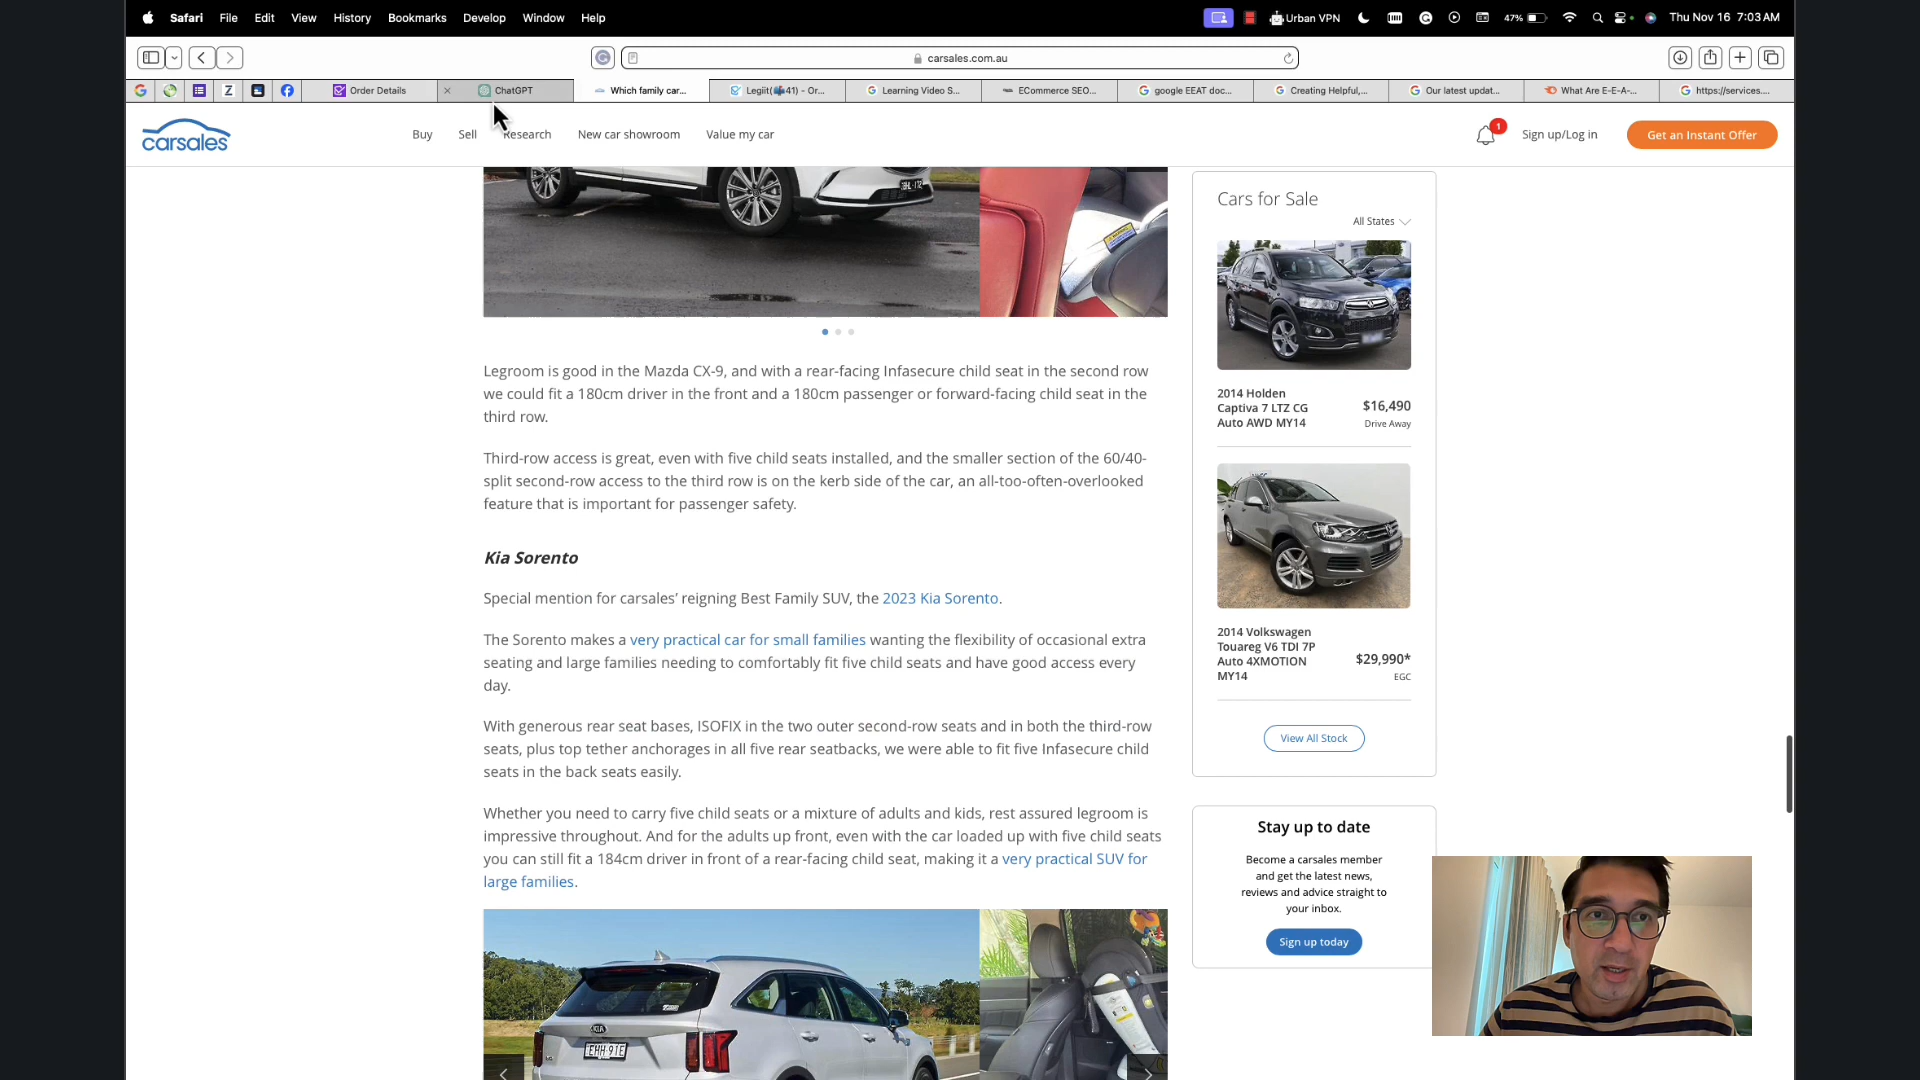 Safari File Edit View History Bookmarks Develop Window Help
Urban VPN 47% Thu Nov 16 7:03 AM
carsales.com.au
Order Details
ChatGPT
Which family car...
Legiit( 41) - Or...
Learning Video S...
ECommerce SEO...
google EEAT doc...
Creating Helpful,...
Our latest updat...
What Are E-E-A-...
https://services....
carsales
Buy Sell Research New car showroom Value my car
1
Sign up/Log in
Get an Instant Offer
Legroom is good in the Mazda CX-9, and with a rear-facing Infasecure child seat in the second row
we could fit a 180cm driver in the front and a 180cm passenger or forward-facing child seat in the
third row.
Third-row access is great, even with five child seats installed, and the smaller section of the 60/40-
split second-row access to the third row is on the kerb side of the car, an all-too-often-overlooked
feature that is important for passenger safety.
Kia Sorento
Special mention for carsales' reigning Best Family SUV, the 2023 Kia Sorento.
The Sorento makes a very practical car for small families wanting the flexibility of occasional extra
seating and large families needing to comfortably fit five child seats and have good access every
day.
With generous rear seat bases, ISOFIX in the two outer second-row seats and in both the third-row
seats, plus top tether anchorages in all five rear seatbacks, we were able to fit five Infasecure child
seats in the back seats easily.
Whether you need to carry five child seats or a mixture of adults and kids, rest assured legroom is
impressive throughout. And for the adults up front, even with the car loaded up with five child seats
you can still fit a 184cm driver in front of a rear-facing child seat, making it a very practical SUV for
large families.
KIA
EHH 91E
Cars for Sale
All States
2014 Holden
Captiva 7 LTZ CG
Auto AWD MY14
$16,490
Drive Away
2014 Volkswagen
Touareg V6 TDI 7P
Auto 4XMOTION
MY14
$29,990*
EGC
View All Stock
Stay up to date
Become a carsales member
and get the latest news,
reviews and advice straight to
your inbox.
Sign up today